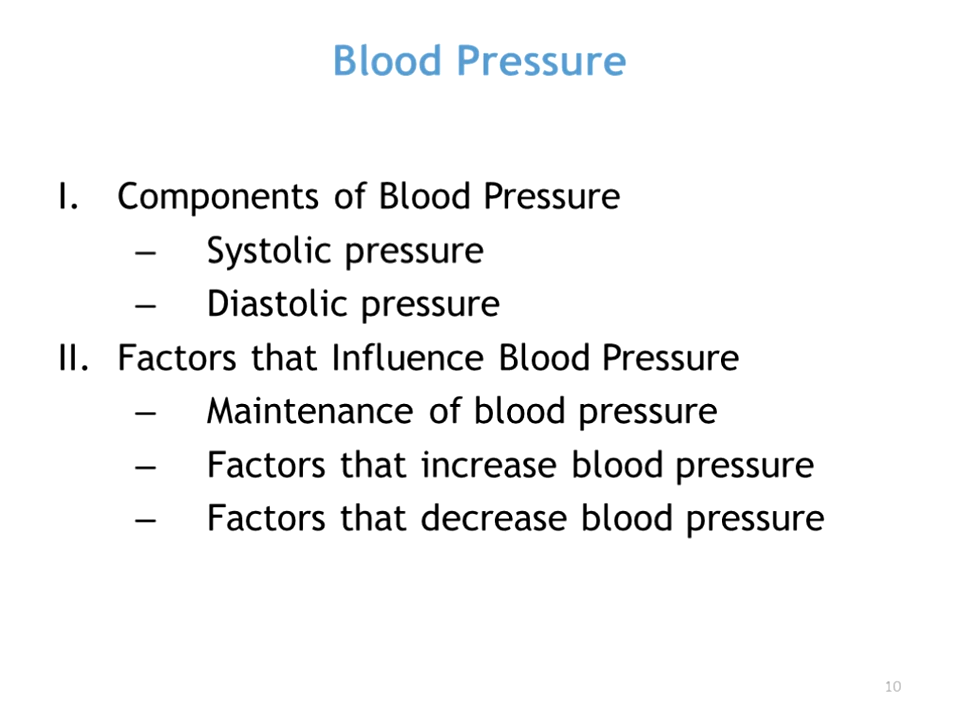 Blood Pressure
I. Components of Blood Pressure
– Systolic pressure
– Diastolic pressure
II. Factors that Influence Blood Pressure
– Maintenance of blood pressure
– Factors that increase blood pressure
– Factors that decrease blood pressure
10